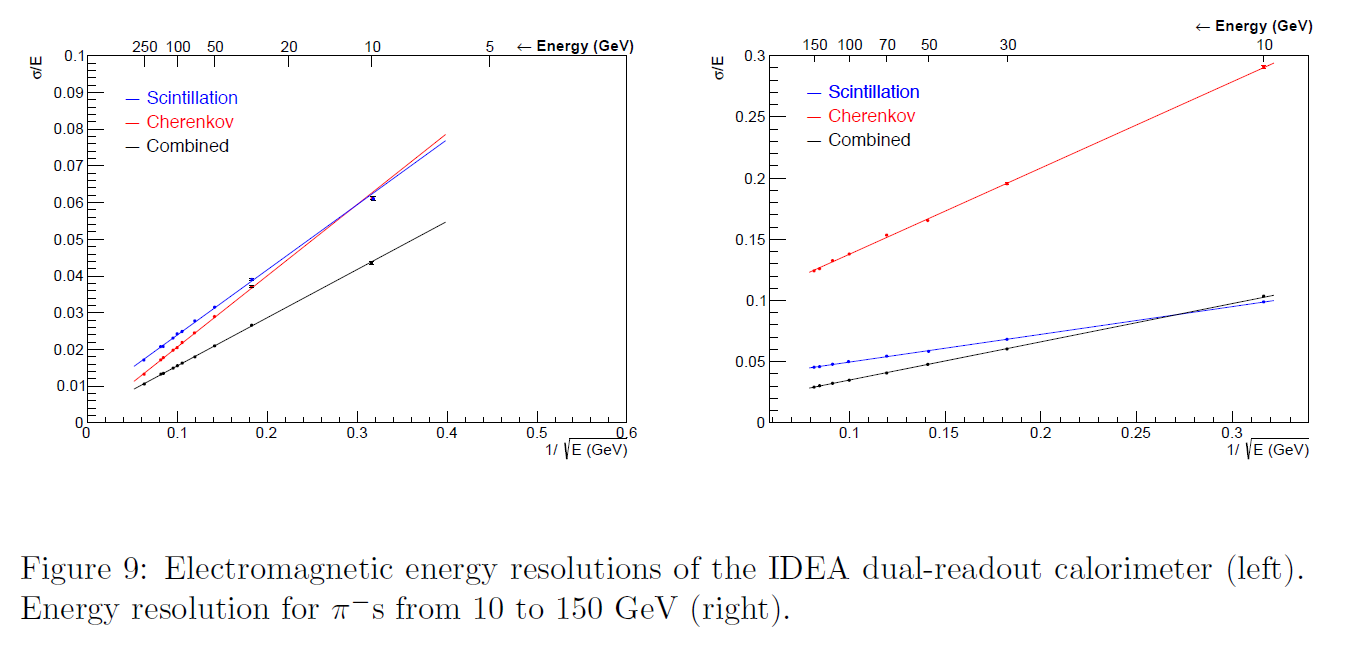 250 100 50 20 10 5 ← Energy (GeV)
σ/E
0.1
0.09
0.08
0.07
0.06
0.05
0.04
0.03
0.02
0.01
0
— Scintillation
— Cherenkov
— Combined
0 0.1 0.2 0.3 0.4 0.5 0.6
1/ √E (GeV)
← Energy (GeV)
150 100 70 50 30 10
σ/E
0.3
0.25
0.2
0.15
0.1
0.05
0
— Scintillation
— Cherenkov
— Combined
0.1 0.15 0.2 0.25 0.3
1/ √E (GeV)
Figure 9: Electromagnetic energy resolutions of the IDEA dual-readout calorimeter (left).
Energy resolution for π⁻s from 10 to 150 GeV (right).